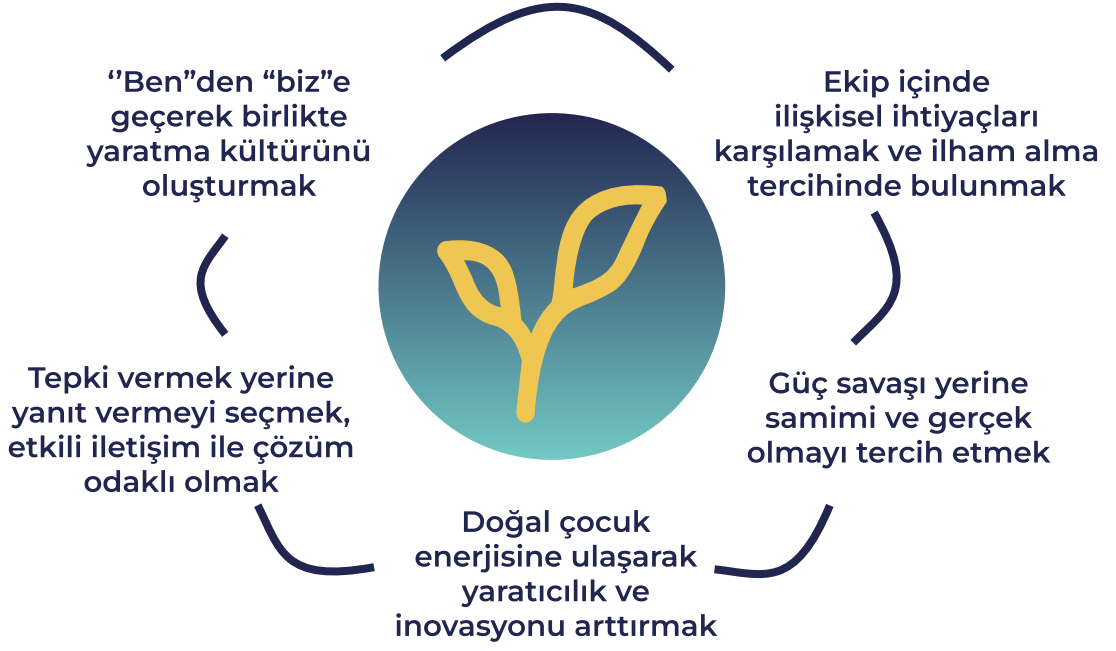 ‘’Ben”den “biz”e
geçerek birlikte
yaratma kültürünü
oluşturmak
Ekip içinde
ilişkisel ihtiyaçları
karşılamak ve ilham alma
tercihinde bulunmak
Tepki vermek yerine
yanıt vermeyi seçmek,
etkili iletişim ile çözüm
odaklı olmak
Güç savaşı yerine
samimi ve gerçek
olmayı tercih etmek
Doğal çocuk
enerjisine ulaşarak
yaratıcılık ve
inovasyonu arttırmak